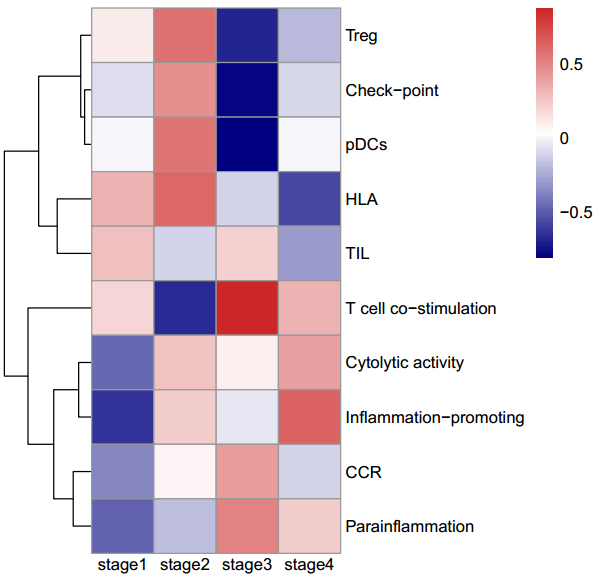 Treg
Check−point
pDCs
HLA
TIL
T cell co−stimulation
Cytolytic activity
Inflammation−promoting
CCR
Parainflammation
stage1 stage2 stage3 stage4
0.5
0
−0.5